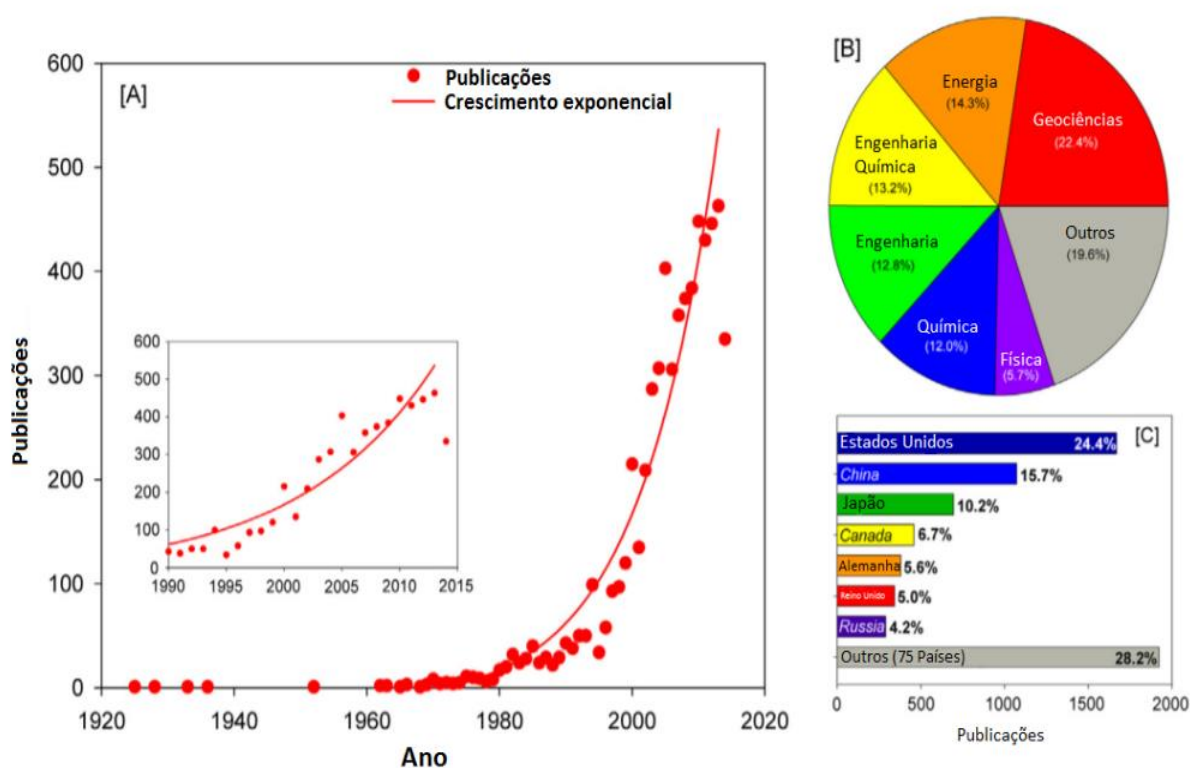 [A]
Publicações
Crescimento exponencial
600
500
400
300
200
100
0
Publicações
1920
1940
1960
1980
2000
2020
Ano
600
500
400
300
200
100
0
1990
1995
2000
2005
2010
2015
[B]
Energia
(14.3%)
Geociências
(22.4%)
Engenharia
Química
(13.2%)
Engenharia
(12.8%)
Outros
(19.6%)
Química
(12.0%)
Física
(5.7%)
[C]
Estados Unidos 24.4%
China 15.7%
Japão 10.2%
Canada 6.7%
Alemanha 5.6%
Reino Unido 5.0%
Russia 4.2%
Outros (75 Países) 28.2%
0 500 1000 1500 2000
Publicações